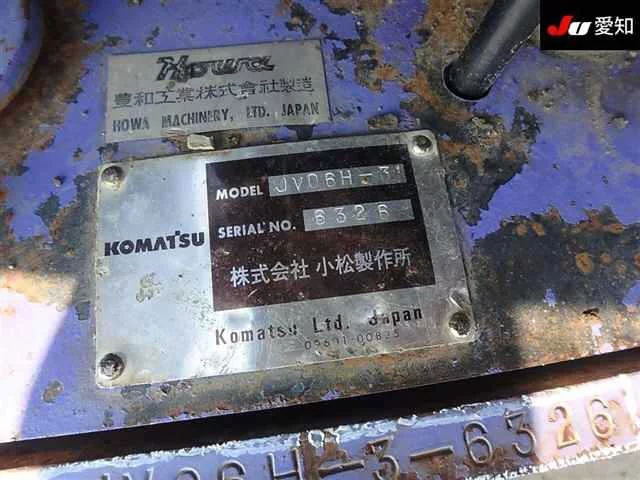 JU 愛知
Howa
豊和工業株式会社製造
HOWA MACHINERY, LTD. JAPAN
KOMATSU
MODEL JV06H-3
SERIAL NO. 6326
株式会社 小松製作所
Komatsu Ltd. Japan
JV06H-3-6326